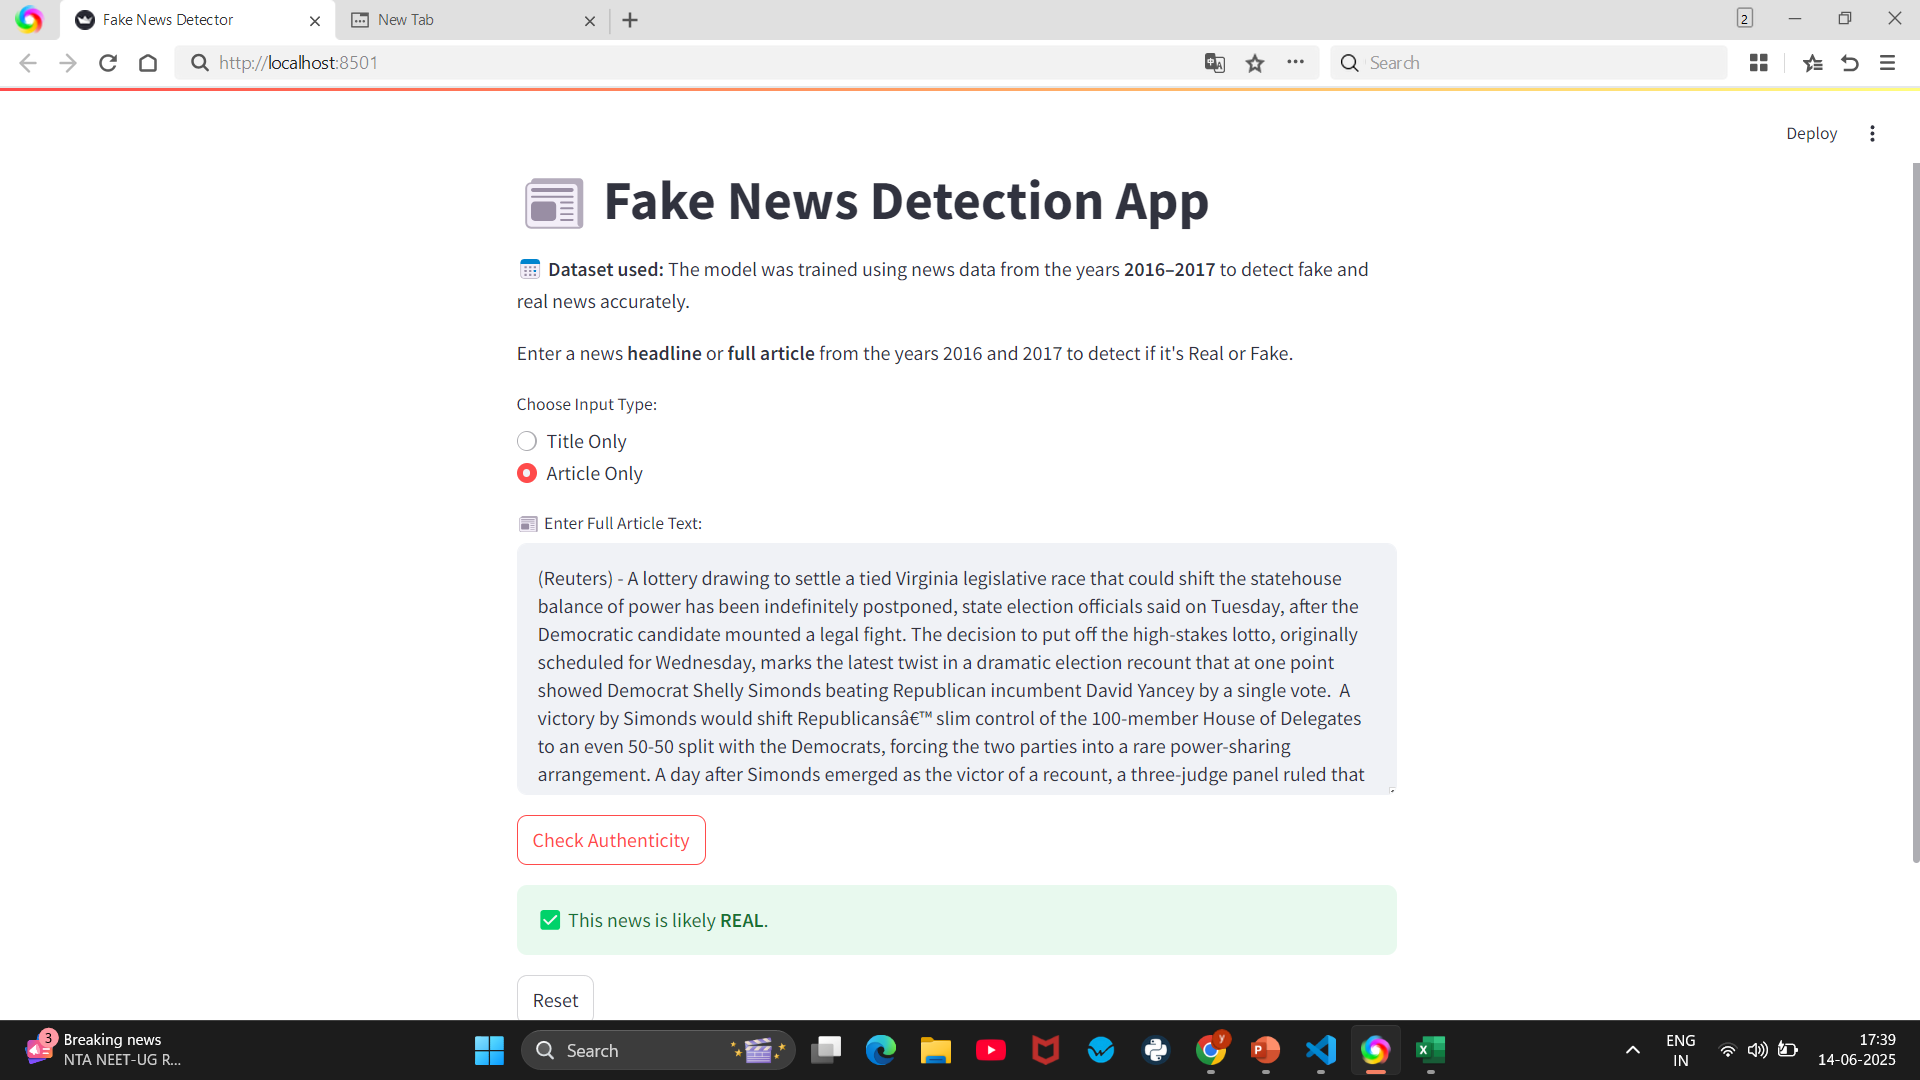 Fake News Detector
New Tab
2
http://localhost:8501
Search
Deploy
Fake News Detection App
Dataset used: The model was trained using news data from the years 2016–2017 to detect fake and
real news accurately.
Enter a news headline or full article from the years 2016 and 2017 to detect if it's Real or Fake.
Choose Input Type:
Title Only
Article Only
Enter Full Article Text:
(Reuters) - A lottery drawing to settle a tied Virginia legislative race that could shift the statehouse
balance of power has been indefinitely postponed, state election officials said on Tuesday, after the
Democratic candidate mounted a legal fight. The decision to put off the high-stakes lotto, originally
scheduled for Wednesday, marks the latest twist in a dramatic election recount that at one point
showed Democrat Shelly Simonds beating Republican incumbent David Yancey by a single vote.  A
victory by Simonds would shift Republicansâ€™ slim control of the 100-member House of Delegates
to an even 50-50 split with the Democrats, forcing the two parties into a rare power-sharing
arrangement. A day after Simonds emerged as the victor of a recount, a three-judge panel ruled that
Check Authenticity
This news is likely REAL.
Reset
3
Breaking news
NTA NEET-UG R...
Search
y
P
X
ENG
IN
17:39
14-06-2025